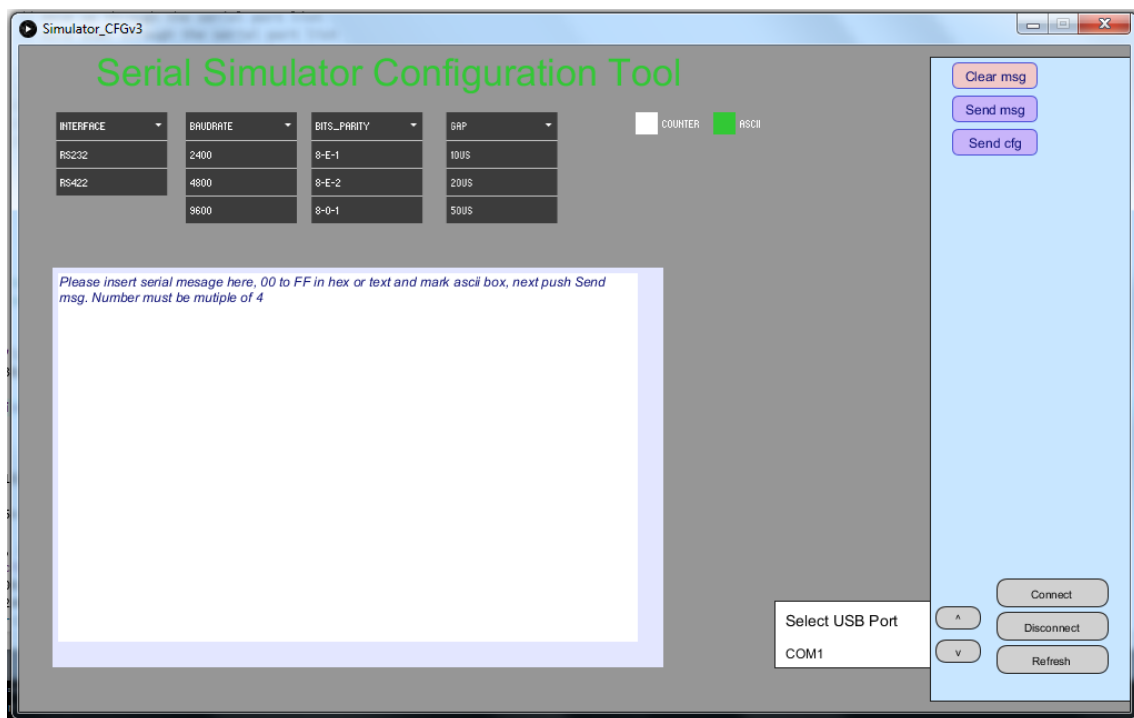 Simulator_CFGv3
Serial Simulator Configuration Tool
INTERFACE
RS232
RS422
BAUDRATE
2400
4800
9600
BITS_PARITY
8-E-1
8-E-2
8-O-1
GAP
10US
20US
50US
COUNTER
ASCII
Clear msg
Send msg
Send cfg
Please insert serial mesage here, 00 to FF in hex or text and mark ascii box, next push Send
msg. Number must be mutiple of 4
Select USB Port
COM1
^
v
Connect
Disconnect
Refresh